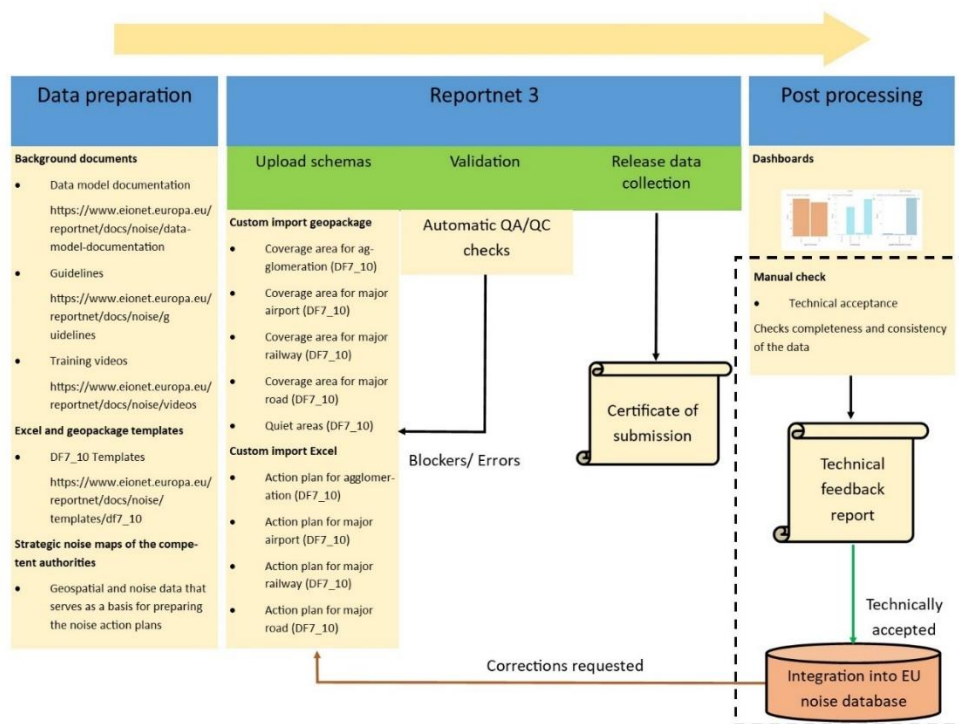 Data preparation
Background documents
• Data model documentation
https://www.eionet.europa.eu/
reportnet/docs/noise/data-
model-documentation
• Guidelines
https://www.eionet.europa.eu/
reportnet/docs/noise/g
uidelines
• Training videos
https://www.eionet.europa.eu/
reportnet/docs/noise/videos
Excel and geopackage templates
• DF7_10 Templates
https://www.eionet.europa.eu/
reportnet/docs/noise/
templates/df7_10
Strategic noise maps of the compe-
tent authorities
• Geospatial and noise data that
serves as a basis for preparing
the noise action plans
Reportnet 3
Upload schemas
Custom import geopackage
• Coverage area for ag-
glomeration (DF7_10)
• Coverage area for major
airport (DF7_10)
• Coverage area for major
railway (DF7_10)
• Coverage area for major
road (DF7_10)
• Quiet areas (DF7_10)
Custom import Excel
• Action plan for agglomer-
ation (DF7_10)
• Action plan for major
airport (DF7_10)
• Action plan for major
railway (DF7_10)
• Action plan for major
road (DF7_10)
Validation
Automatic QA/QC
checks
Blockers/ Errors
Release data
collection
Certificate of
submission
Post processing
Dashboards
Manual check
• Technical acceptance
Checks completeness and consistency
of the data
Technical
feedback
report
Technically
accepted
Integration into EU
noise database
Corrections requested